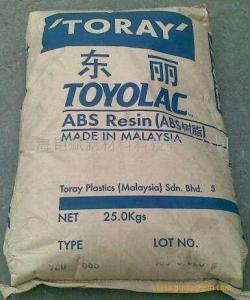 'TORAY'
东丽
TOYOLAC
ABS Resin (ABS树脂)
MADE IN MALAYSIA
Toray Plastics (Malaysia) Sdn. Bhd. 5
NET 25.0Kgs
TYPE LOT NO.